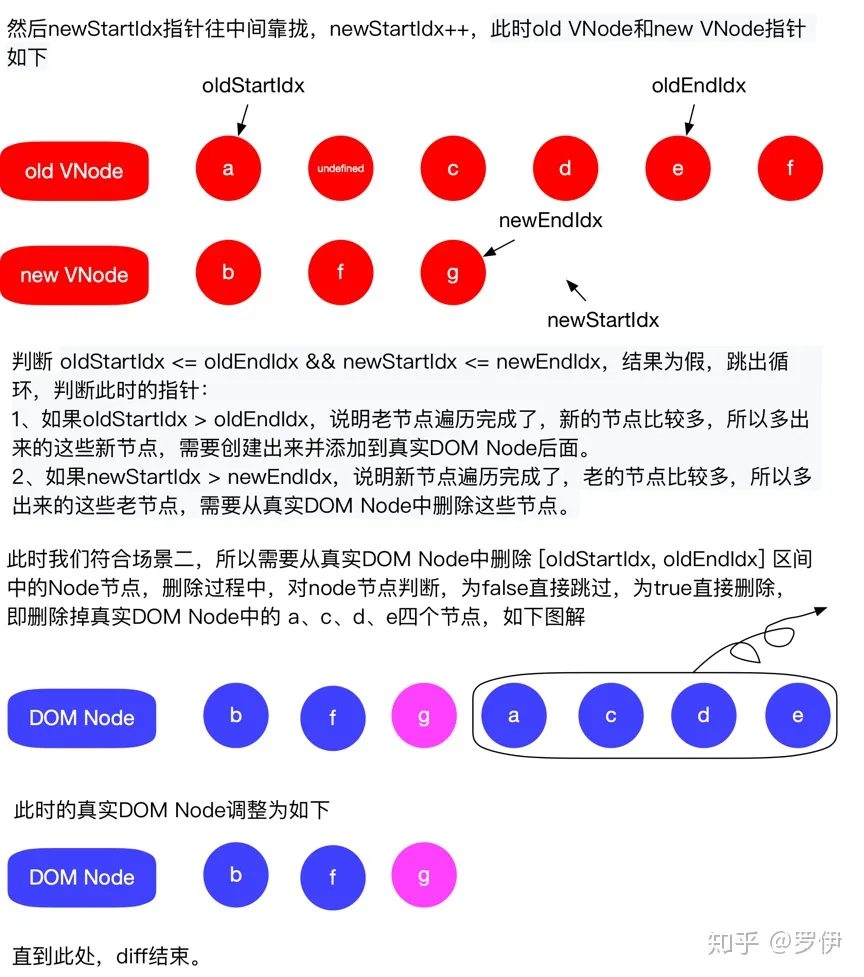 然后newStartIdx指针往中间靠拢，newStartIdx++，此时old VNode和new VNode指针
如下
oldStartIdx
oldEndIdx
old VNode
a
undefined
c
d
e
f
newEndIdx
new VNode
b
f
g
newStartIdx
判断 oldStartIdx <= oldEndIdx && newStartIdx <= newEndIdx，结果为假，跳出循
环，判断此时的指针：
1、如果oldStartIdx > oldEndIdx，说明老节点遍历完成了，新的节点比较多，所以多出
来的这些新节点，需要创建出来并添加到真实DOM Node后面。
2、如果newStartIdx > newEndIdx，说明新节点遍历完成了，老的节点比较多，所以多
出来的这些老节点，需要从真实DOM Node中删除这些节点。
此时我们符合场景二，所以需要从真实DOM Node中删除 [oldStartIdx, oldEndIdx] 区间
中的Node节点，删除过程中，对node节点判断，为false直接跳过，为true直接删除，
即删除掉真实DOM Node中的 a、c、d、e四个节点，如下图解
DOM Node
b
f
g
a
c
d
e
此时的真实DOM Node调整为如下
DOM Node
b
f
g
直到此处，diff结束。
知乎 @罗伊